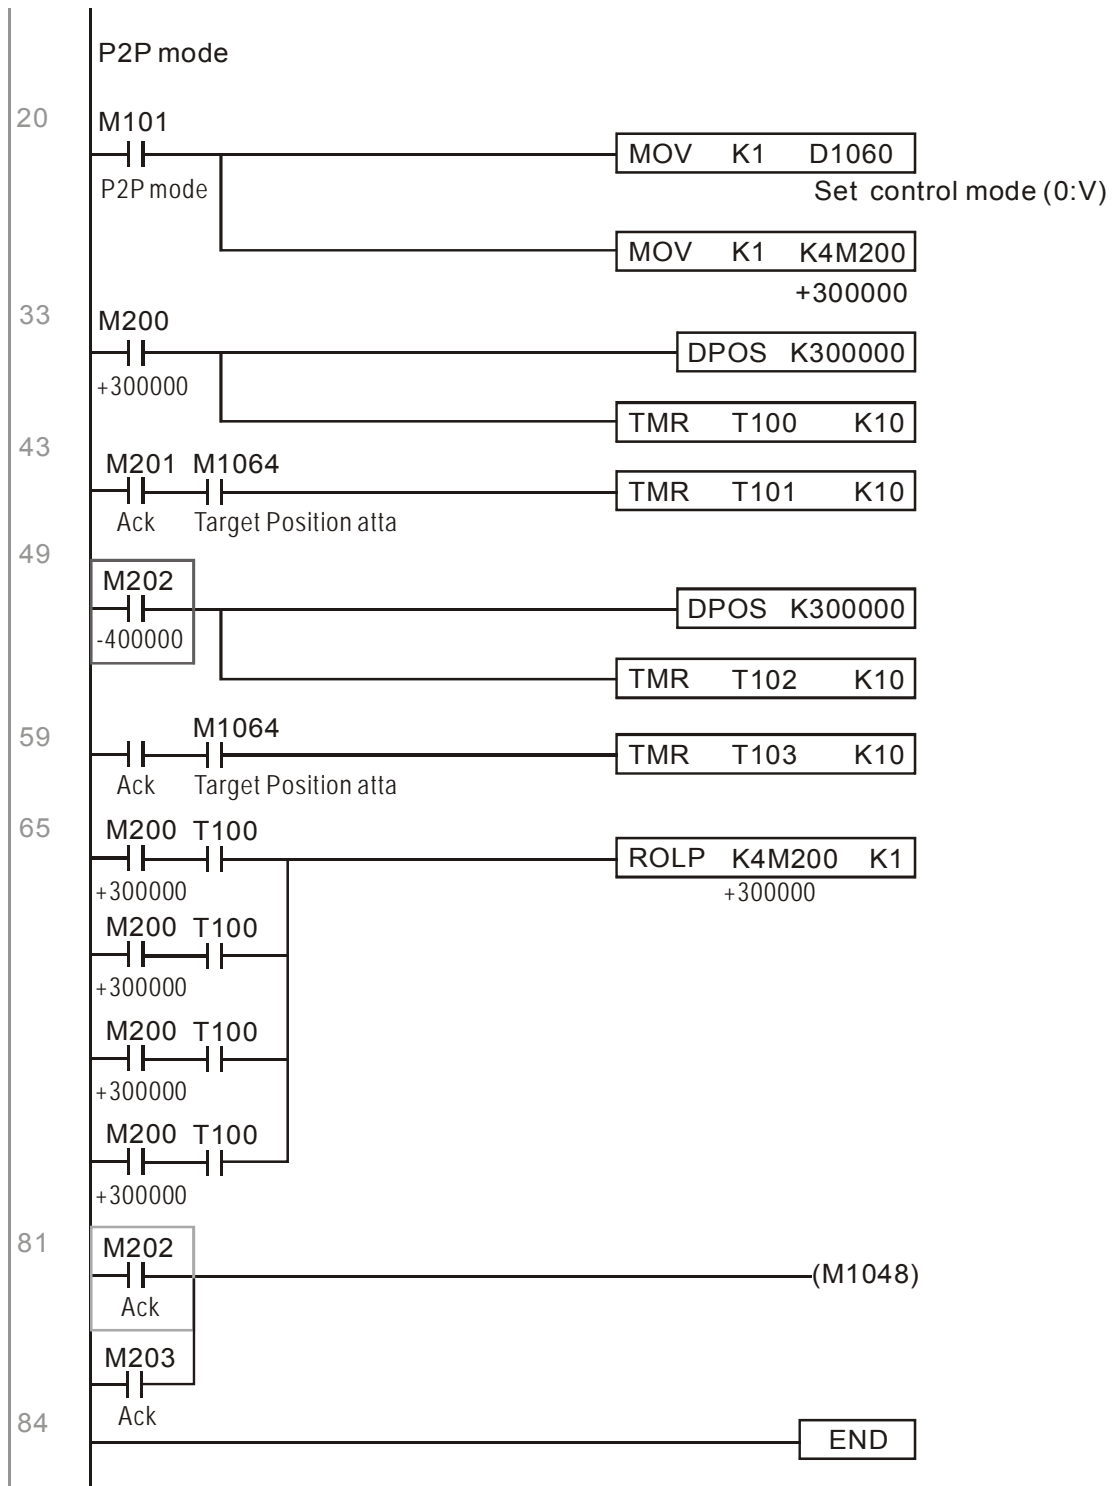 P2P mode
20
M101
MOV K1 D1060
P2P mode
Set control mode (0:V)
MOV K1 K4M200
+300000
33
M200
DPOS K300000
+300000
TMR T100 K10
43
M201 M1064
TMR T101 K10
Ack Target Position atta
49
M202
DPOS K300000
-400000
TMR T102 K10
59
M1064
TMR T103 K10
Ack Target Position atta
65
M200 T100
ROLP K4M200 K1
+300000
+300000
M200 T100
+300000
M200 T100
+300000
M200 T100
+300000
81
M202
(M1048)
Ack
M203
Ack
84
END